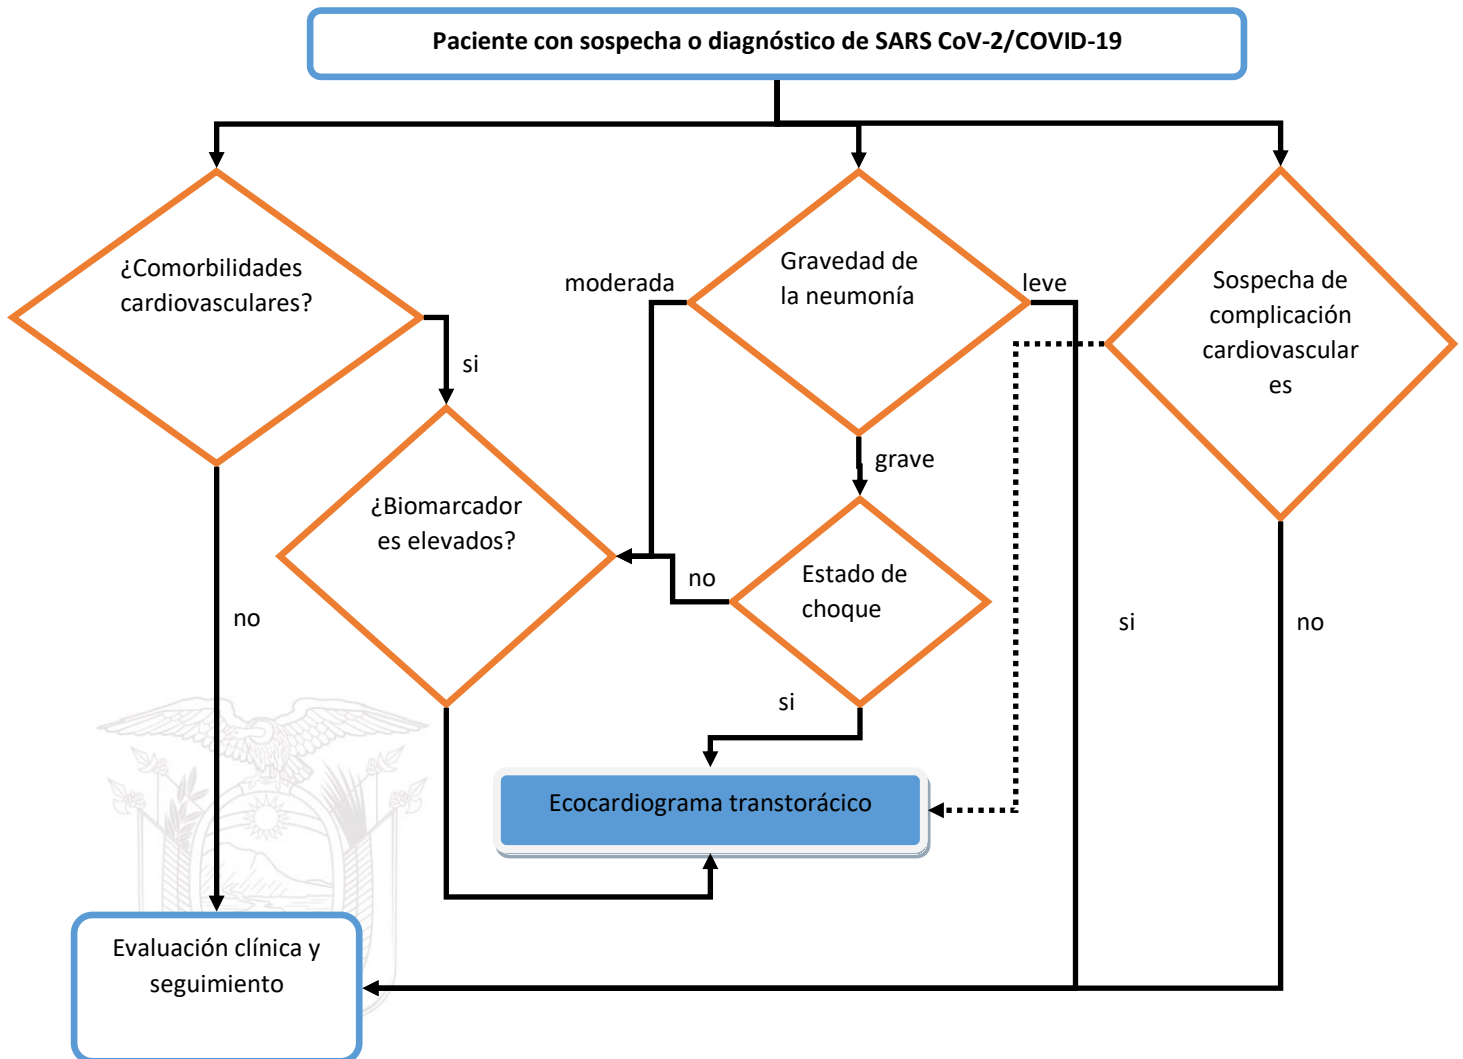 Paciente con sospecha o diagnóstico de SARS CoV-2/COVID-19
¿Comorbilidades
cardiovasculares?
si
no
moderada
Gravedad de
la neumonía
leve
grave
Sospecha de
complicación
cardiovascular
es
¿Biomarcador
es elevados?
no
Estado de
choque
si
si
no
Ecocardiograma transtorácico
Evaluación clínica y
seguimiento